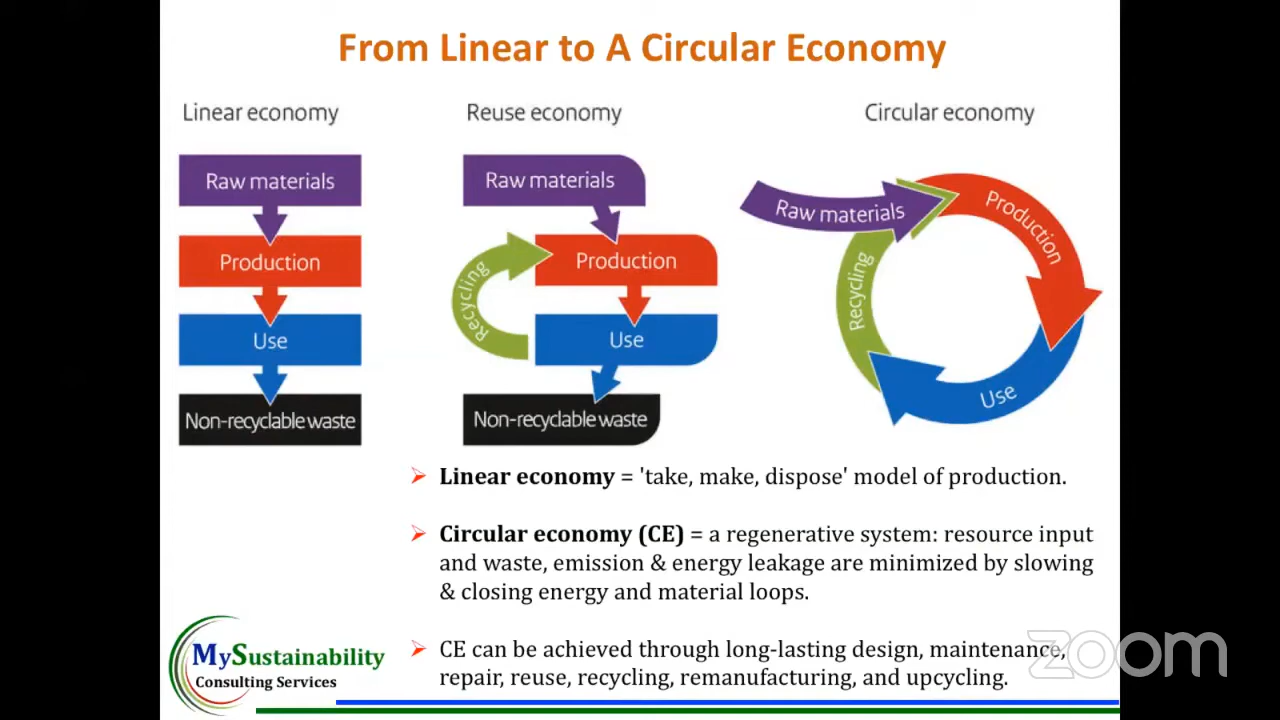 From Linear to A Circular Economy
Linear economy
Raw materials
Production
Use
Non-recyclable waste
Reuse economy
Raw materials
Production
Recycling
Use
Non-recyclable waste
Circular economy
Raw materials
Production
Use
Recycling
Linear economy = 'take, make, dispose' model of production.
Circular economy (CE) = a regenerative system: resource input
and waste, emission & energy leakage are minimized by slowing
& closing energy and material loops.
CE can be achieved through long-lasting design, maintenance,
repair, reuse, recycling, remanufacturing, and upcycling.
MySustainability
Consulting Services
zoom